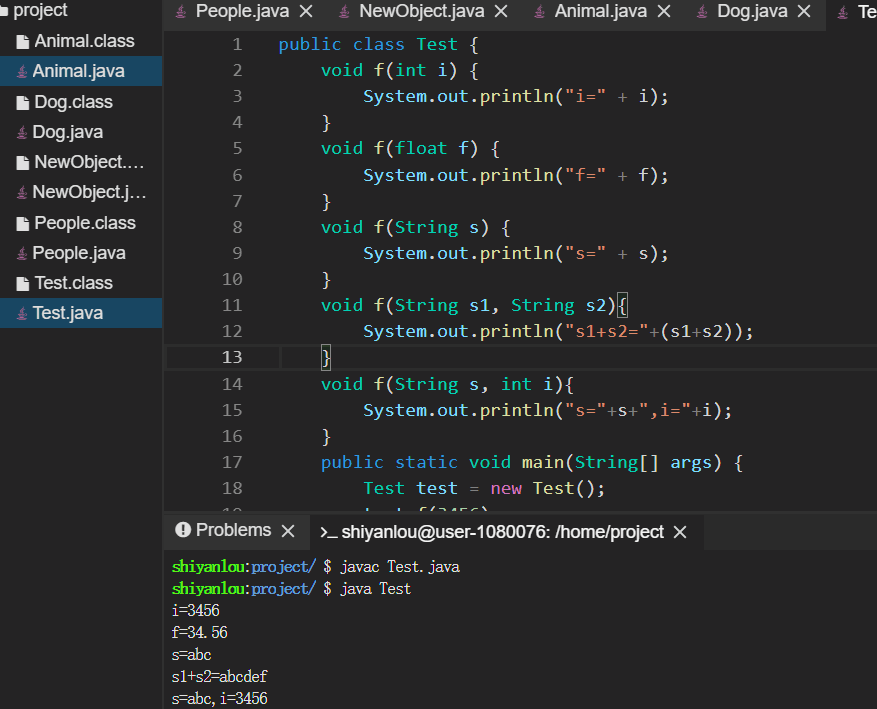 project
Animal.class
Animal.java
Dog.class
Dog.java
NewObject....
NewObject.j...
People.class
People.java
Test.class
Test.java
People.java NewObject.java Animal.java Dog.java Te
1 public class Test {
2 void f(int i) {
3 System.out.println("i=" + i);
4 }
5 void f(float f) {
6 System.out.println("f=" + f);
7 }
8 void f(String s) {
9 System.out.println("s=" + s);
10 }
11 void f(String s1, String s2){
12 System.out.println("s1+s2="+(s1+s2));
13 }
14 void f(String s, int i){
15 System.out.println("s="+s+",i="+i);
16 }
17 public static void main(String[] args) {
18 Test test = new Test();
Problems >_ shiyanlou@user-1080076: /home/project
shiyanlou:project/ $ javac Test.java
shiyanlou:project/ $ java Test
i=3456
f=34.56
s=abc
s1+s2=abcdef
s=abc,i=3456